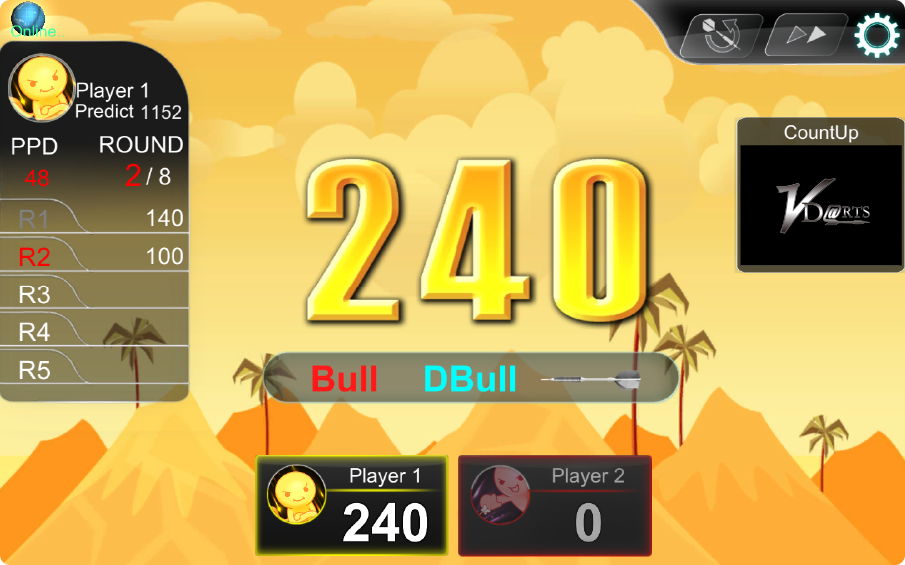 Online.
Player 1
Predict 1152
PPD ROUND
48 2 / 8
R1 140
R2 100
R3
R4
R5
240
Bull DBull
CountUp
VD@RTS
Player 1
240
Player 2
0